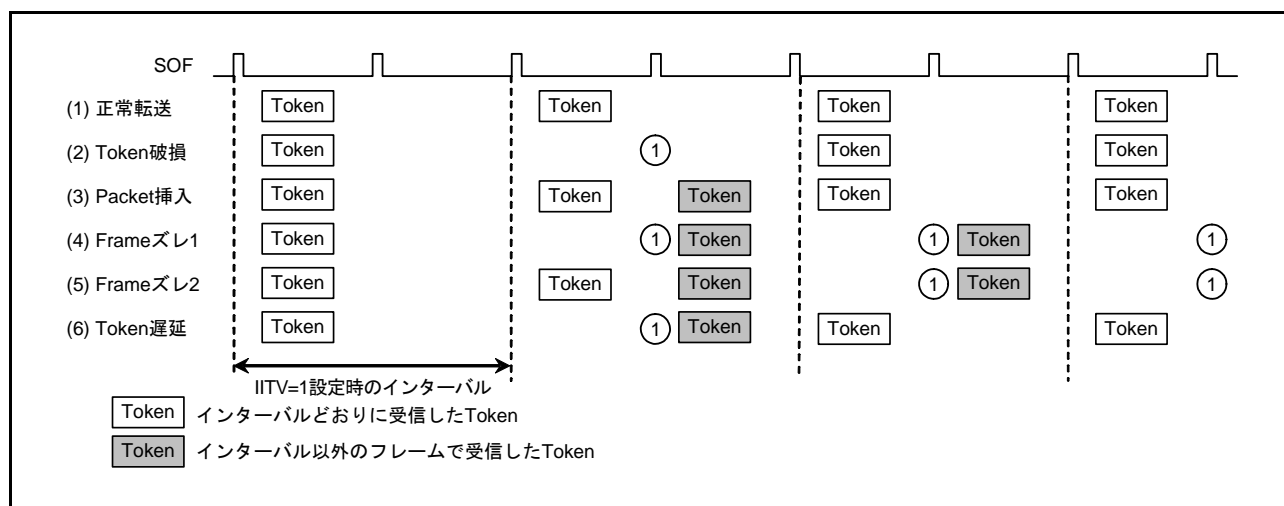 SOF
(1) 正常転送 Token Token Token Token
(2) Token破損 Token 1 Token Token
(3) Packet挿入 Token Token Token Token Token
(4) Frameズレ1 Token 1 Token 1 Token 1
(5) Frameズレ2 Token Token Token 1 Token 1
(6) Token遅延 Token 1 Token Token Token
IITV=1設定時のインターバル
Token インターバルどおりに受信したToken
Token インターバル以外のフレームで受信したToken